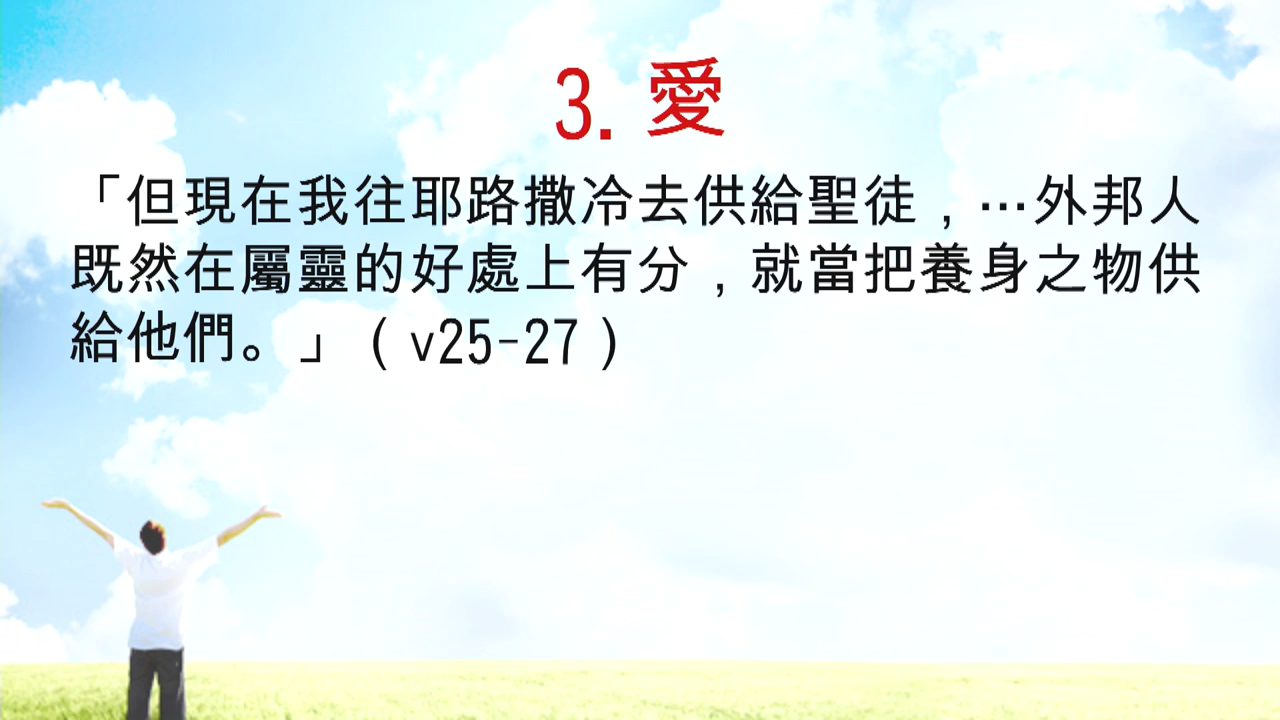 3. 愛
「但現在我往耶路撒冷去供給聖徒，…外邦人
既然在屬靈的好處上有分，就當把養身之物供
給他們。」（v25-27）